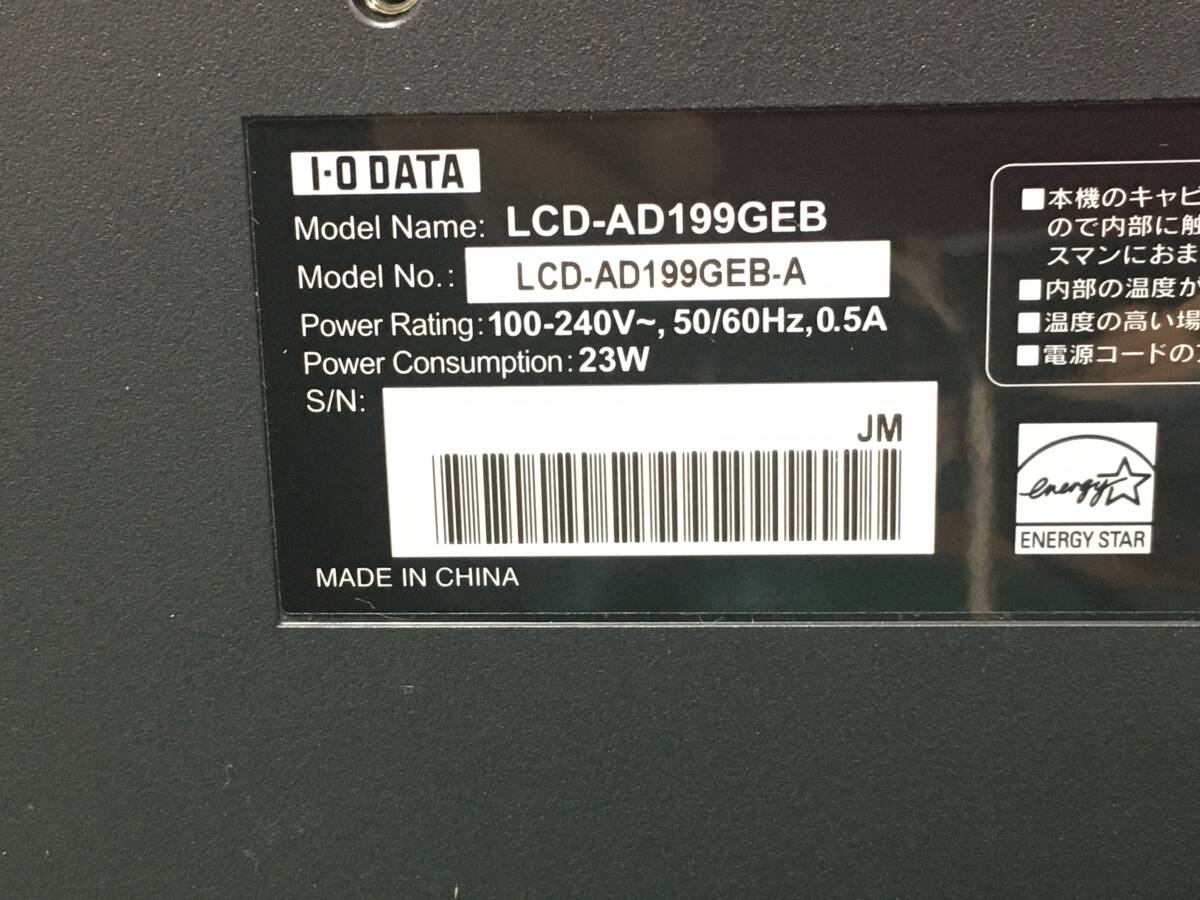 I-O DATA
Model Name: LCD-AD199GEB
Model No.: LCD-AD199GEB-A
Power Rating: 100-240V~, 50/60Hz, 0.5A
Power Consumption: 23W
S/N:
JM
MADE IN CHINA
■本機のキャビ
ので内部に触
スマンにおま
■内部の温度か
■温度の高い場
■電源コードの
energy
ENERGY STAR